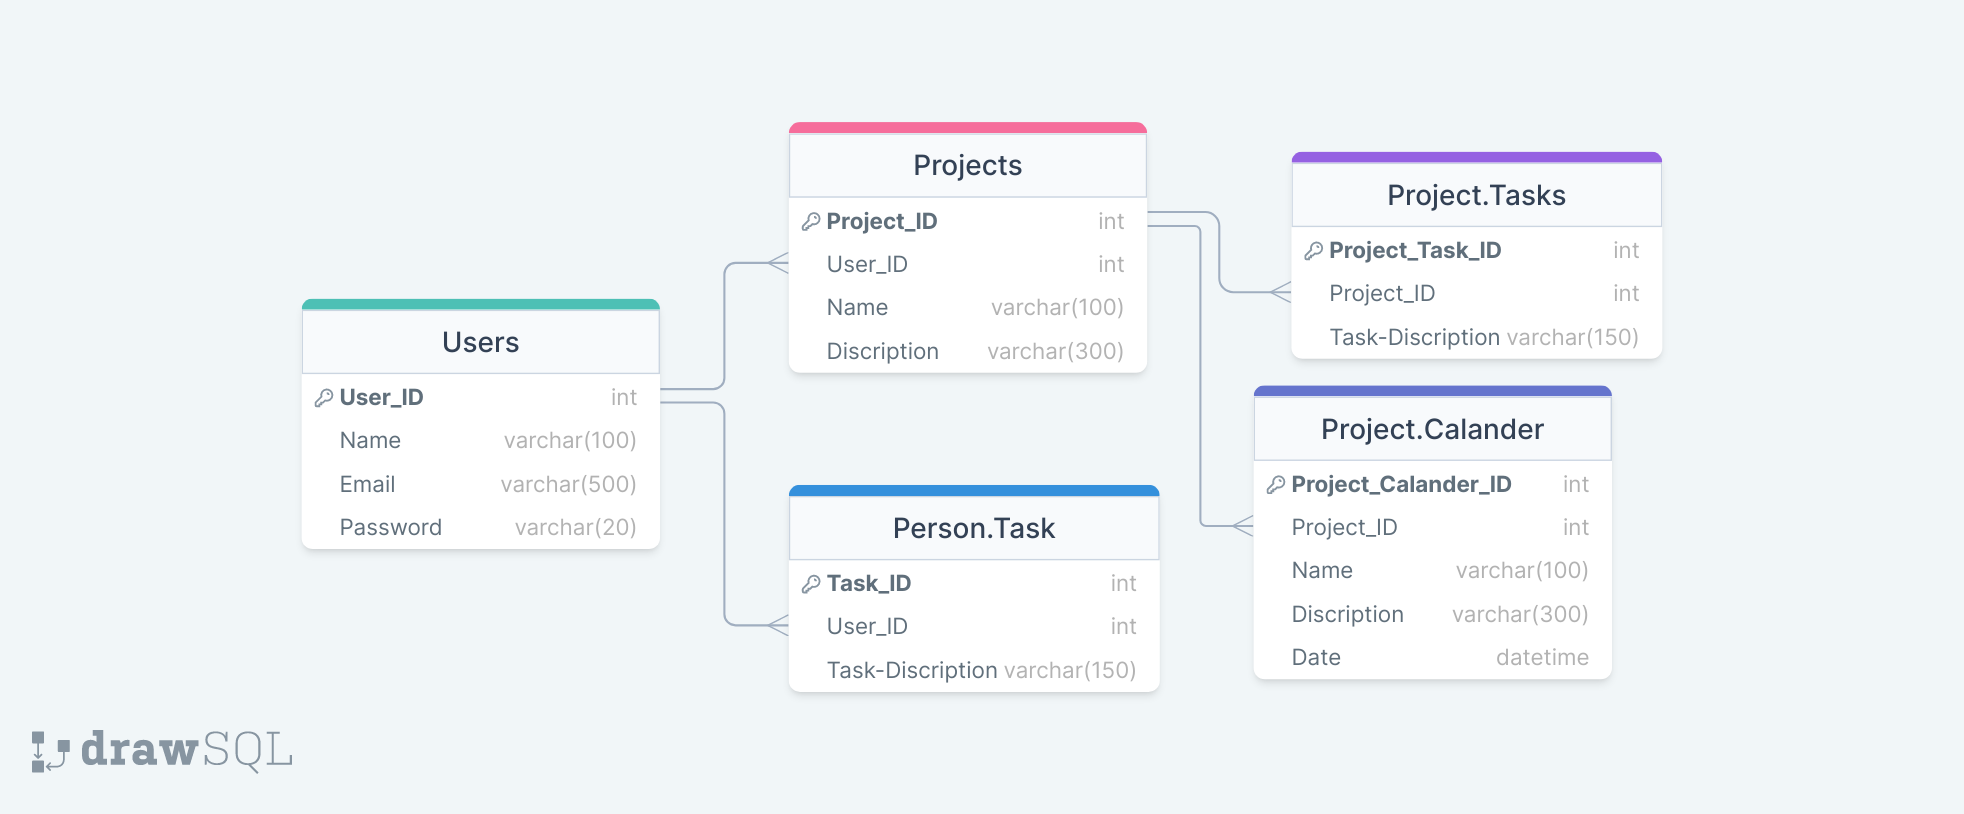 Users
User_ID int
Name varchar(100)
Email varchar(500)
Password varchar(20)
Projects
Project_ID int
User_ID int
Name varchar(100)
Discription varchar(300)
Person.Task
Task_ID int
User_ID int
Task-Discription varchar(150)
Project.Tasks
Project_Task_ID int
Project_ID int
Task-Discription varchar(150)
Project.Calander
Project_Calander_ID int
Project_ID int
Name varchar(100)
Discription varchar(300)
Date datetime
drawSQL